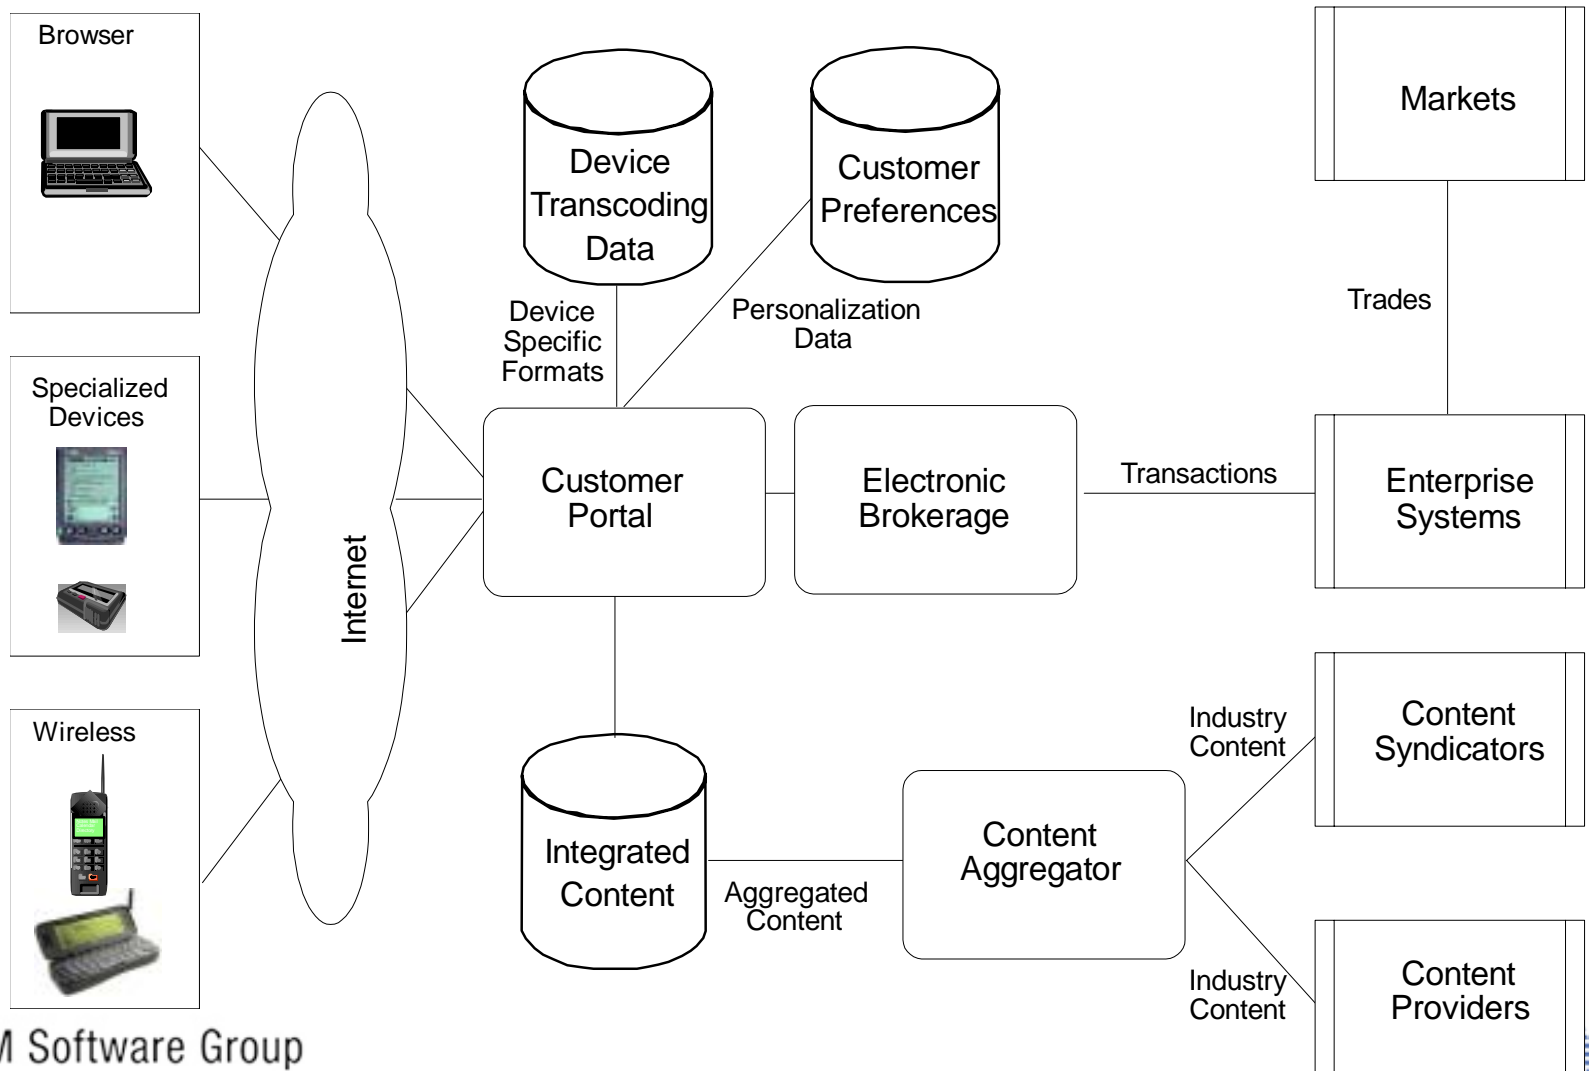 Browser
Specialized
Devices
Wireless
Internet
Device
Transcoding
Data
Customer
Preferences
Device
Specific
Formats
Personalization
Data
Customer
Portal
Electronic
Brokerage
Transactions
Enterprise
Systems
Trades
Markets
Integrated
Content
Aggregated
Content
Content
Aggregator
Industry
Content
Content
Syndicators
Industry
Content
Content
Providers
M Software Group